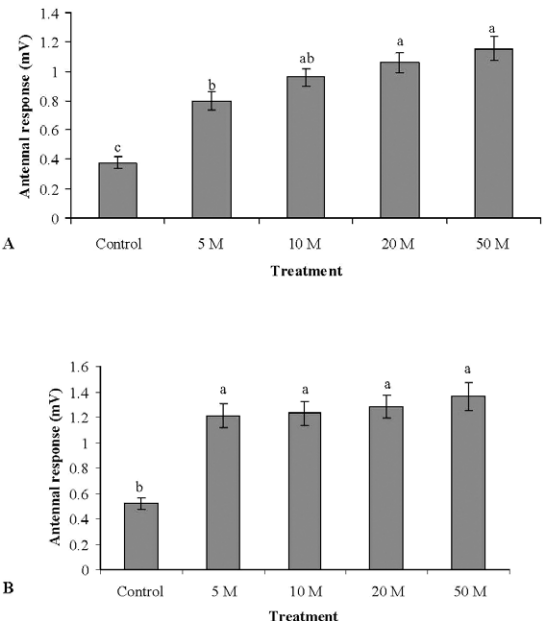 1.4
1.2
1
0.8
0.6
0.4
0.2
0
Antennal response (mV)
c
b
ab
a
a
Control 5 M 10 M 20 M 50 M
Treatment
A
1.6
1.4
1.2
1
0.8
0.6
0.4
0.2
0
Antennal response (mV)
b
a
a
a
a
Control 5 M 10 M 20 M 50 M
Treatment
B